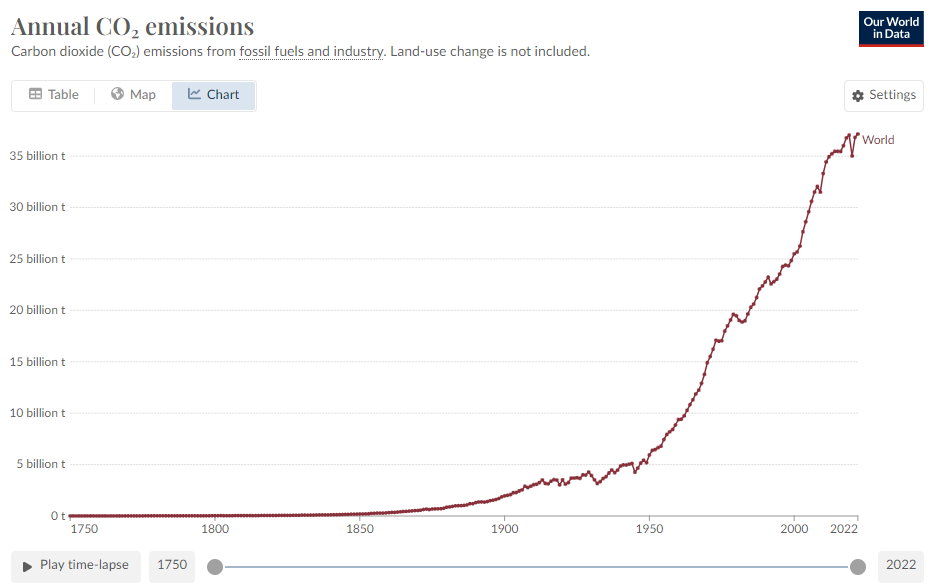 Annual CO₂ emissions
Our World
in Data
Carbon dioxide (CO₂) emissions from fossil fuels and industry. Land-use change is not included.
Table
Map
Chart
Settings
World
35 billion t
30 billion t
25 billion t
20 billion t
15 billion t
10 billion t
5 billion t
0 t
1750 1800 1850 1900 1950 2000 2022
Play time-lapse 1750 2022